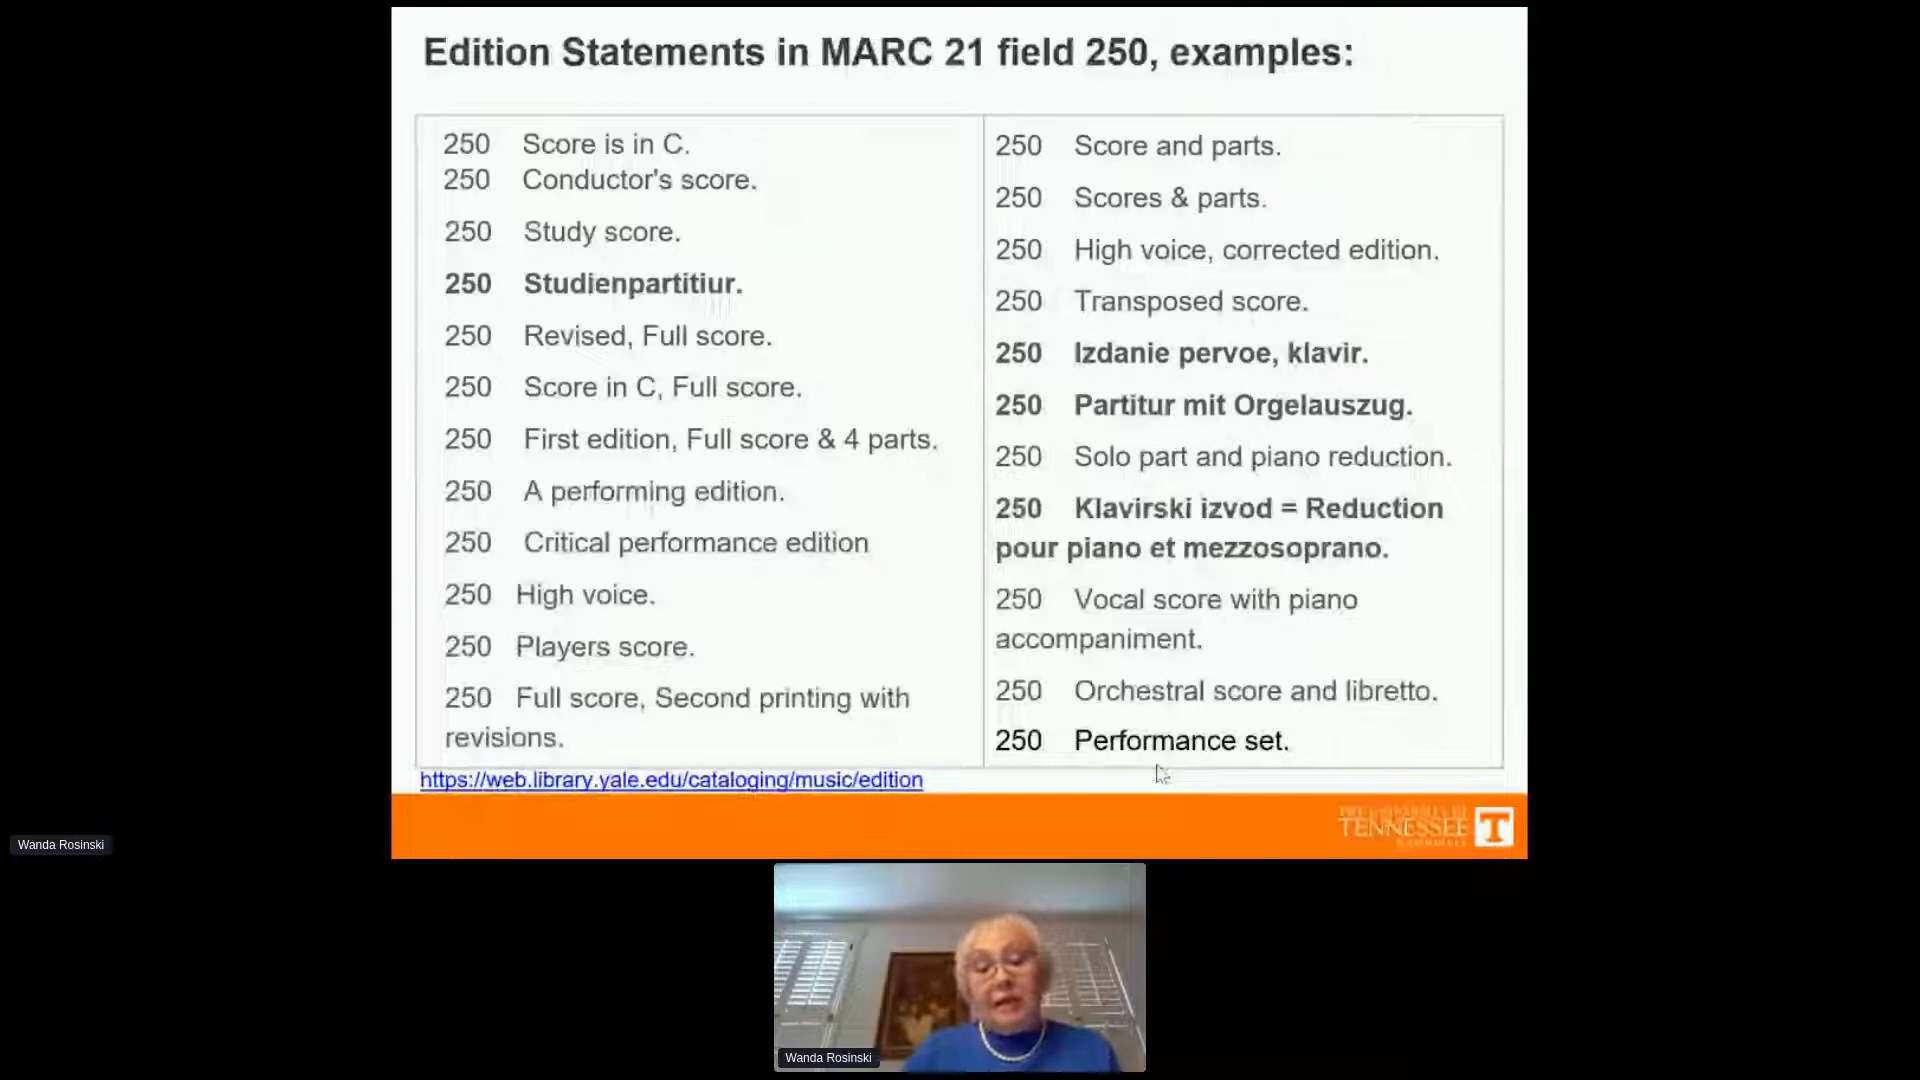 Edition Statements in MARC 21 field 250, examples:
250 Score is in C.
250 Conductor's score.
250 Study score.
250 Studienpartitiur.
250 Revised, Full score.
250 Score in C, Full score.
250 First edition, Full score & 4 parts.
250 A performing edition.
250 Critical performance edition
250 High voice.
250 Players score.
250 Full score, Second printing with
revisions.
250 Score and parts.
250 Scores & parts.
250 High voice, corrected edition.
250 Transposed score.
250 Izdanie pervoe, klavir.
250 Partitur mit Orgelauszug.
250 Solo part and piano reduction.
250 Klavirski izvod = Reduction
pour piano et mezzosoprano.
250 Vocal score with piano
accompaniment.
250 Orchestral score and libretto.
250 Performance set.
https://web.library.yale.edu/cataloging/music/edition
TENNESSEE
T
Wanda Rosinski
Wanda Rosinski